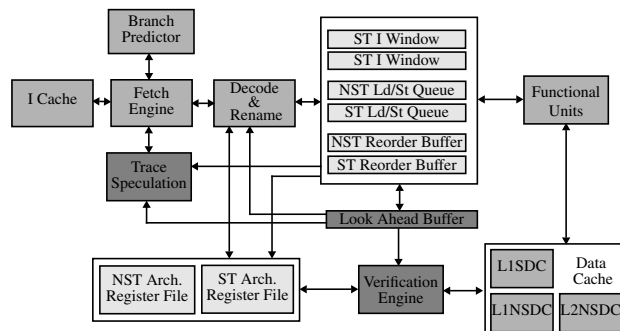 Branch
Predictor
ST I Window
ST I Window
I Cache
Fetch
Engine
Decode
&
Rename
NST Ld/St Queue
ST Ld/St Queue
Functional
Units
NST Reorder Buffer
ST Reorder Buffer
Trace
Speculation
Look Ahead Buffer
NST Arch.
Register File
ST Arch.
Register File
Verification
Engine
L1SDC
Data
Cache
L1NSDC
L2NSDC